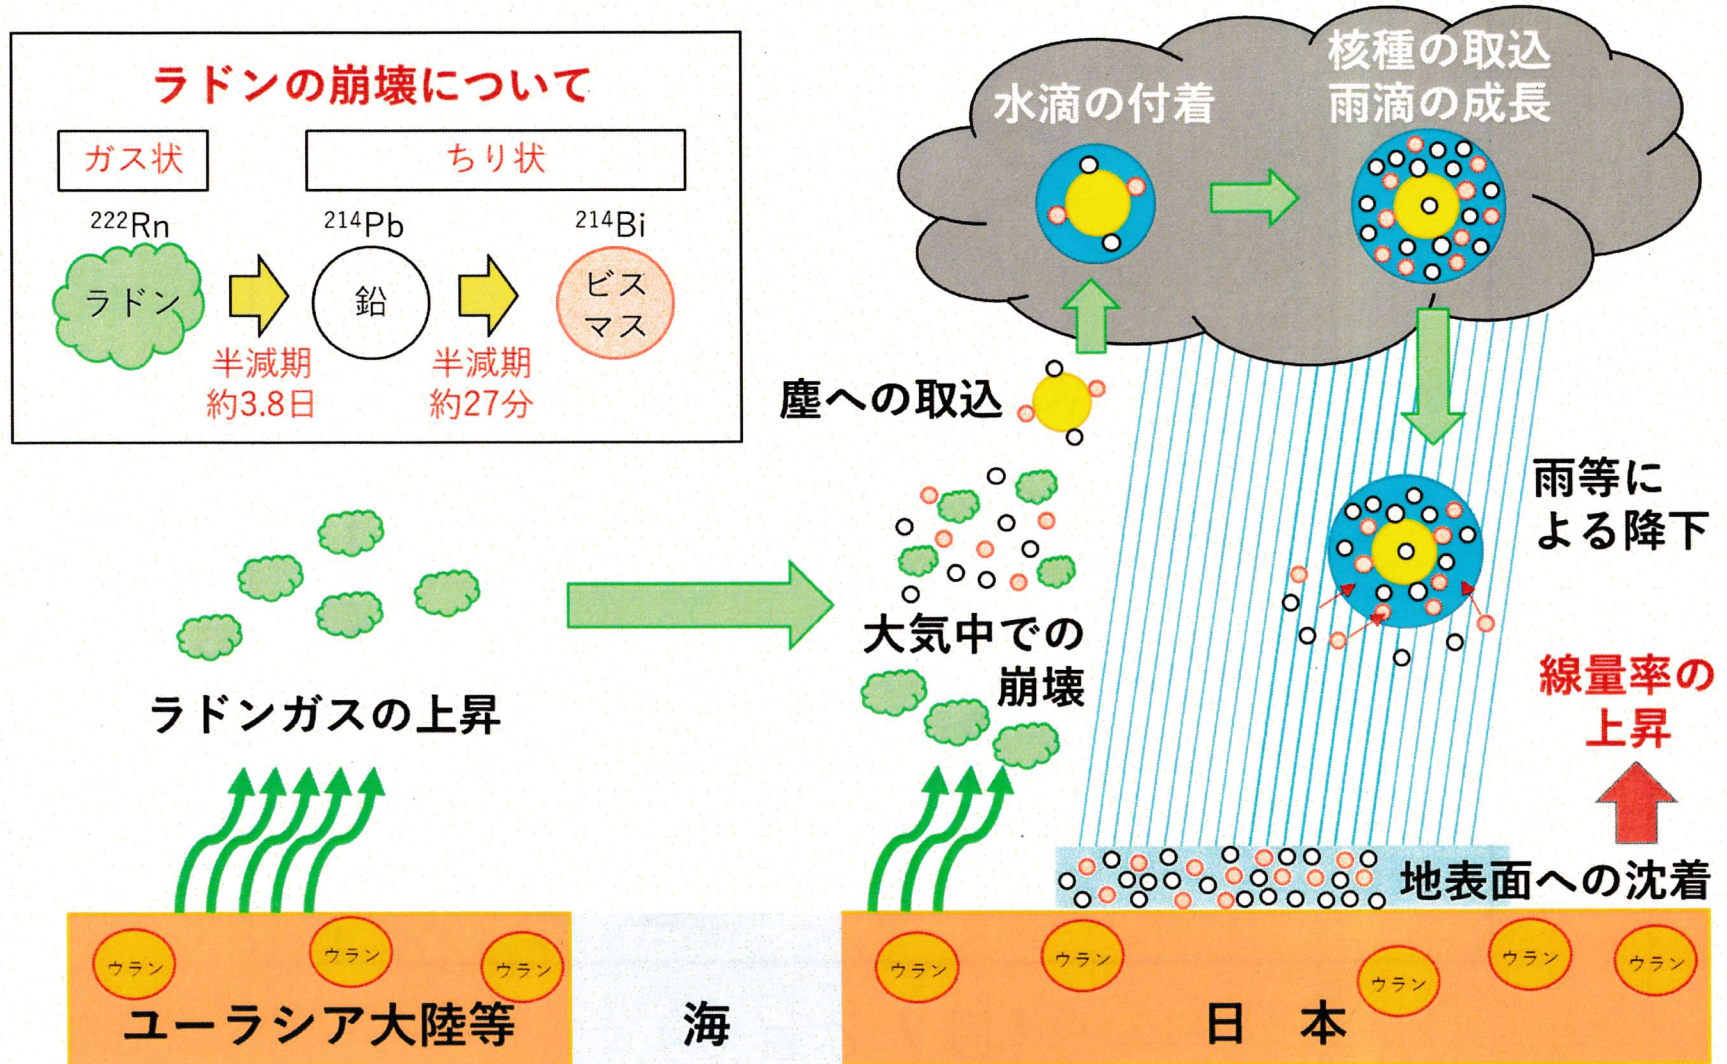 ラドンの崩壊について
ガス状
ちり状
²²²Rn
²¹⁴Pb
²¹⁴Bi
ラドン
鉛
ビス
マス
半減期
約3.8日
半減期
約27分
水滴の付着
核種の取込
雨滴の成長
塵への取込
雨等に
よる降下
大気中での
崩壊
ラドンガスの上昇
線量率の
上昇
地表面への沈着
ウラン
ウラン
ウラン
ウラン
ウラン
ウラン
ウラン
ウラン
ユーラシア大陸等
海
日 本